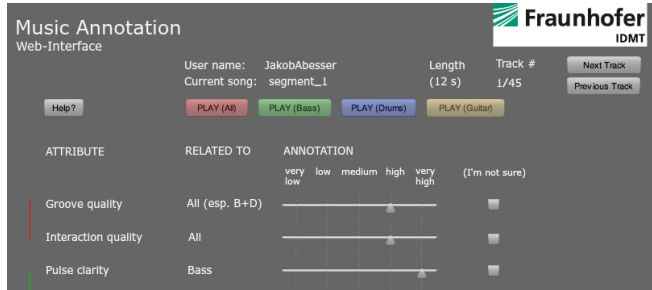 Music Annotation
Web-Interface
Fraunhofer
IDMT
User name: JakobAbesser Length Track # Next Track
Current song: segment_1 (12 s) 1/45 Previous Track
Help? PLAY (All) PLAY (Bass) PLAY (Drums) PLAY (Guitar)
ATTRIBUTE RELATED TO ANNOTATION
very low low medium high very high (I'm not sure)
Groove quality All (esp. B+D)
Interaction quality All
Pulse clarity Bass